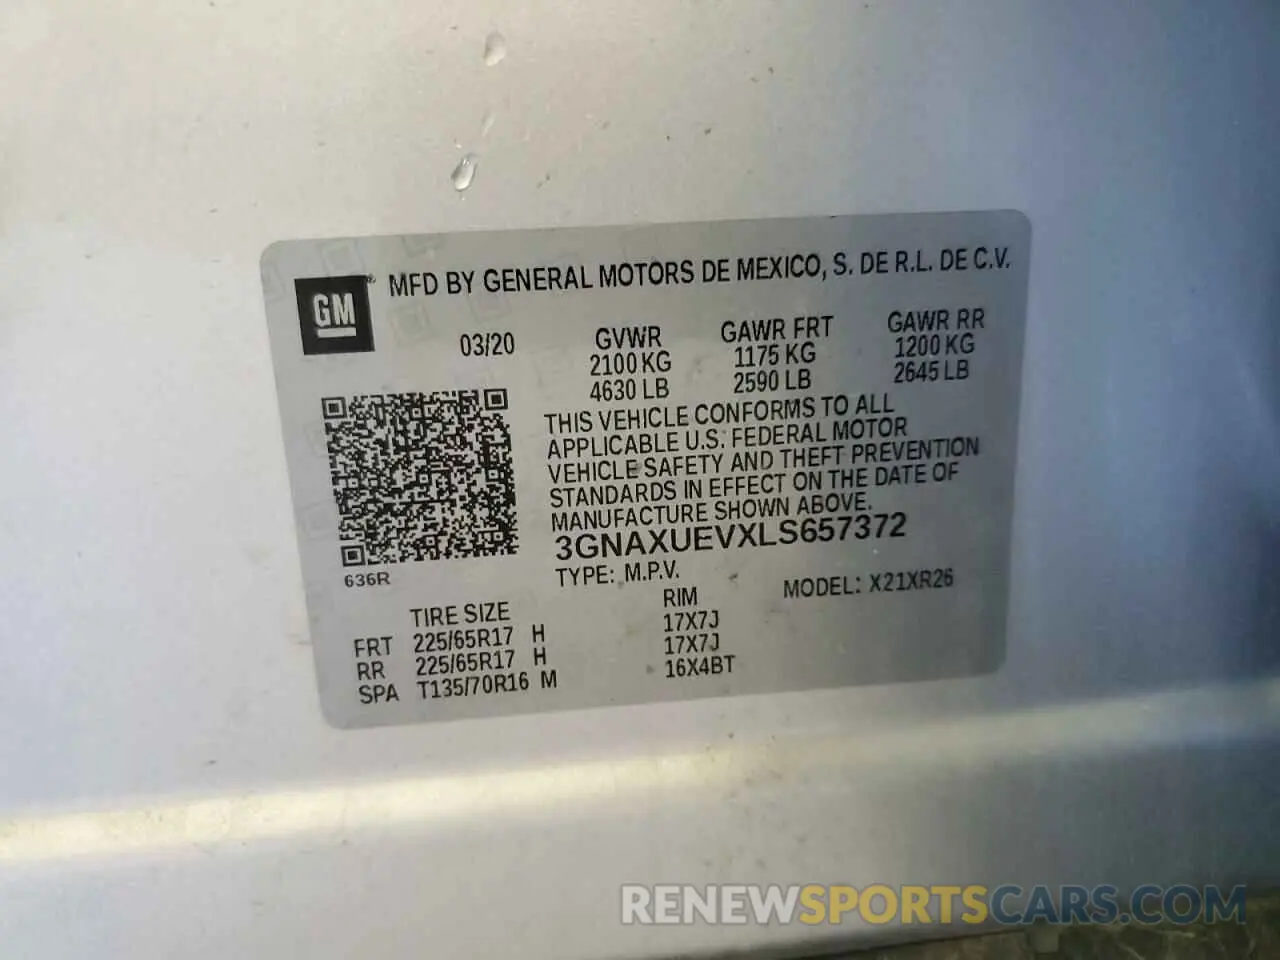 GM ® MFD BY GENERAL MOTORS DE MEXICO, S. DE R.L. DE C.V.
03/20 GVWR GAWR FRT GAWR RR
2100 KG 1175 KG 1200 KG
4630 LB 2590 LB 2645 LB
THIS VEHICLE CONFORMS TO ALL
APPLICABLE U.S. FEDERAL MOTOR
VEHICLE SAFETY AND THEFT PREVENTION
STANDARDS IN EFFECT ON THE DATE OF
MANUFACTURE SHOWN ABOVE.
3GNAXUEVXLS657372
636R
TYPE: M.P.V. MODEL: X21XR26
TIRE SIZE RIM
FRT 225/65R17 H 17X7J
RR 225/65R17 H 17X7J
SPA T135/70R16 M 16X4BT
RENEWSPORTSCARS.COM